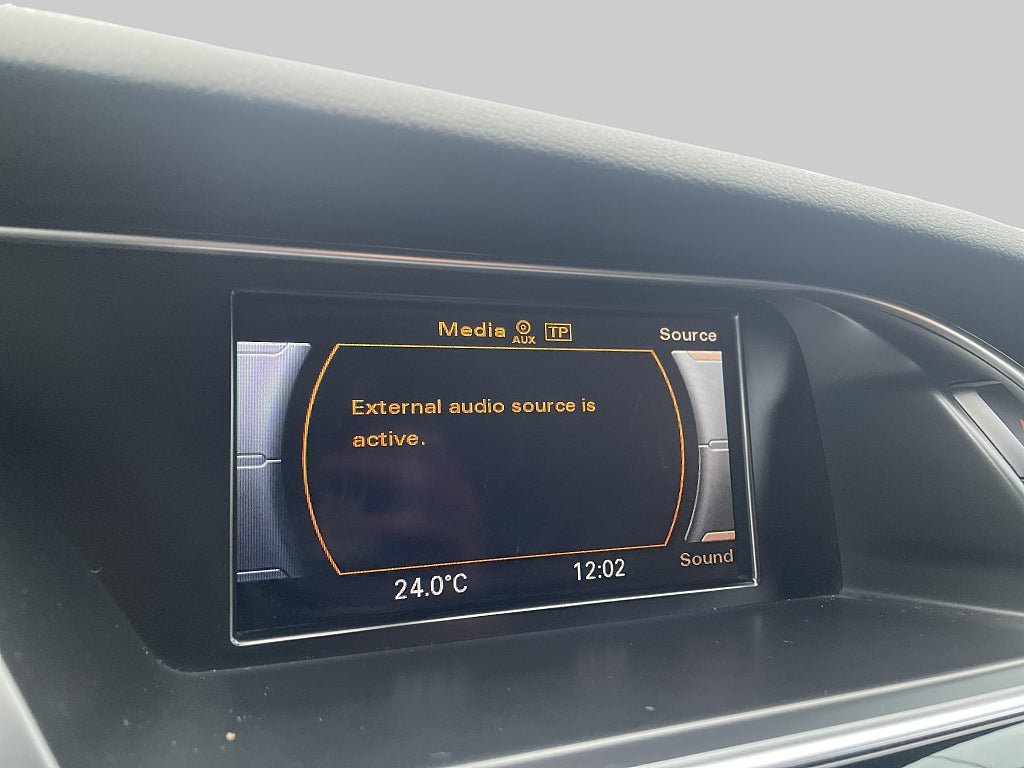 Media AUX TP
Source
External audio source is
active.
Sound
24.0°C
12:02